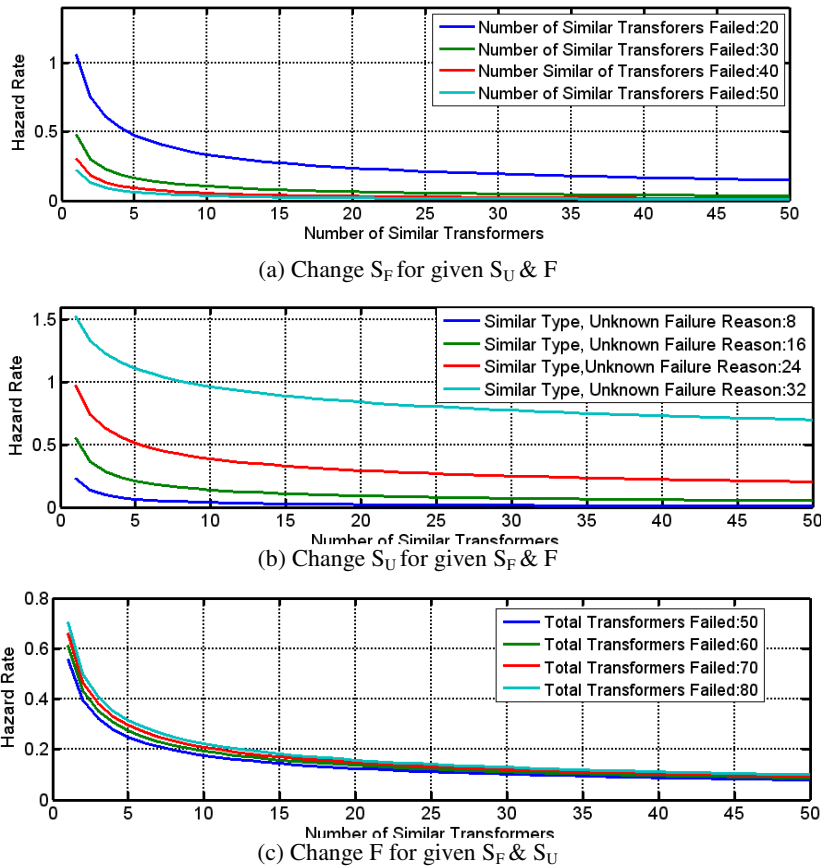 Number of Similar Transforers Failed:20
Number of Similar Transforers Failed:30
Number Similar of Transforers Failed:40
Number of Similar Transforers Failed:50
Hazard Rate
1
0.5
0
0 5 10 15 20 25 30 35 40 45 50
Number of Similar Transformers
(a) Change S_F for given S_U & F
Similar Type, Unknown Failure Reason:8
Similar Type, Unknown Failure Reason:16
Similar Type,Unknown Failure Reason:24
Similar Type, Unknown Failure Reason:32
Hazard Rate
1.5
1
0.5
0
0 5 10 15 20 25 30 35 40 45 50
Number of Similar Transformers
(b) Change S_U for given S_F & F
Total Transformers Failed:50
Total Transformers Failed:60
Total Transformers Failed:70
Total Transformers Failed:80
Hazard Rate
0.8
0.6
0.4
0.2
0
0 5 10 15 20 25 30 35 40 45 50
Number of Similar Transformers
(c) Change F for given S_F & S_U